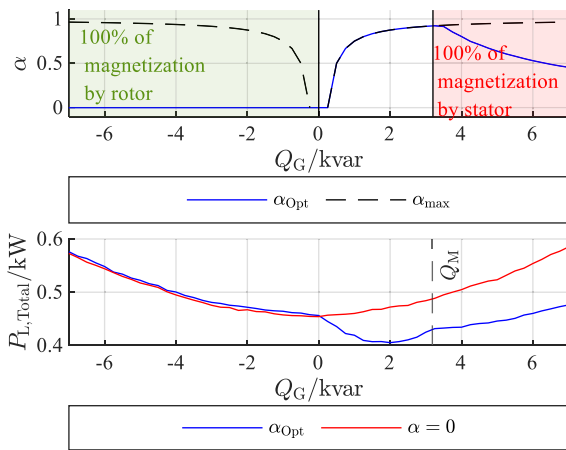 1
0.5
0
α
100% of
magnetization
by rotor
100% of
magnetization
by stator
-6 -4 -2 0 2 4 6
Q_G/kvar
α_Opt α_max
0.6
0.5
0.4
P_L,Total/kW
Q_M
-6 -4 -2 0 2 4 6
Q_G/kvar
α_Opt α = 0